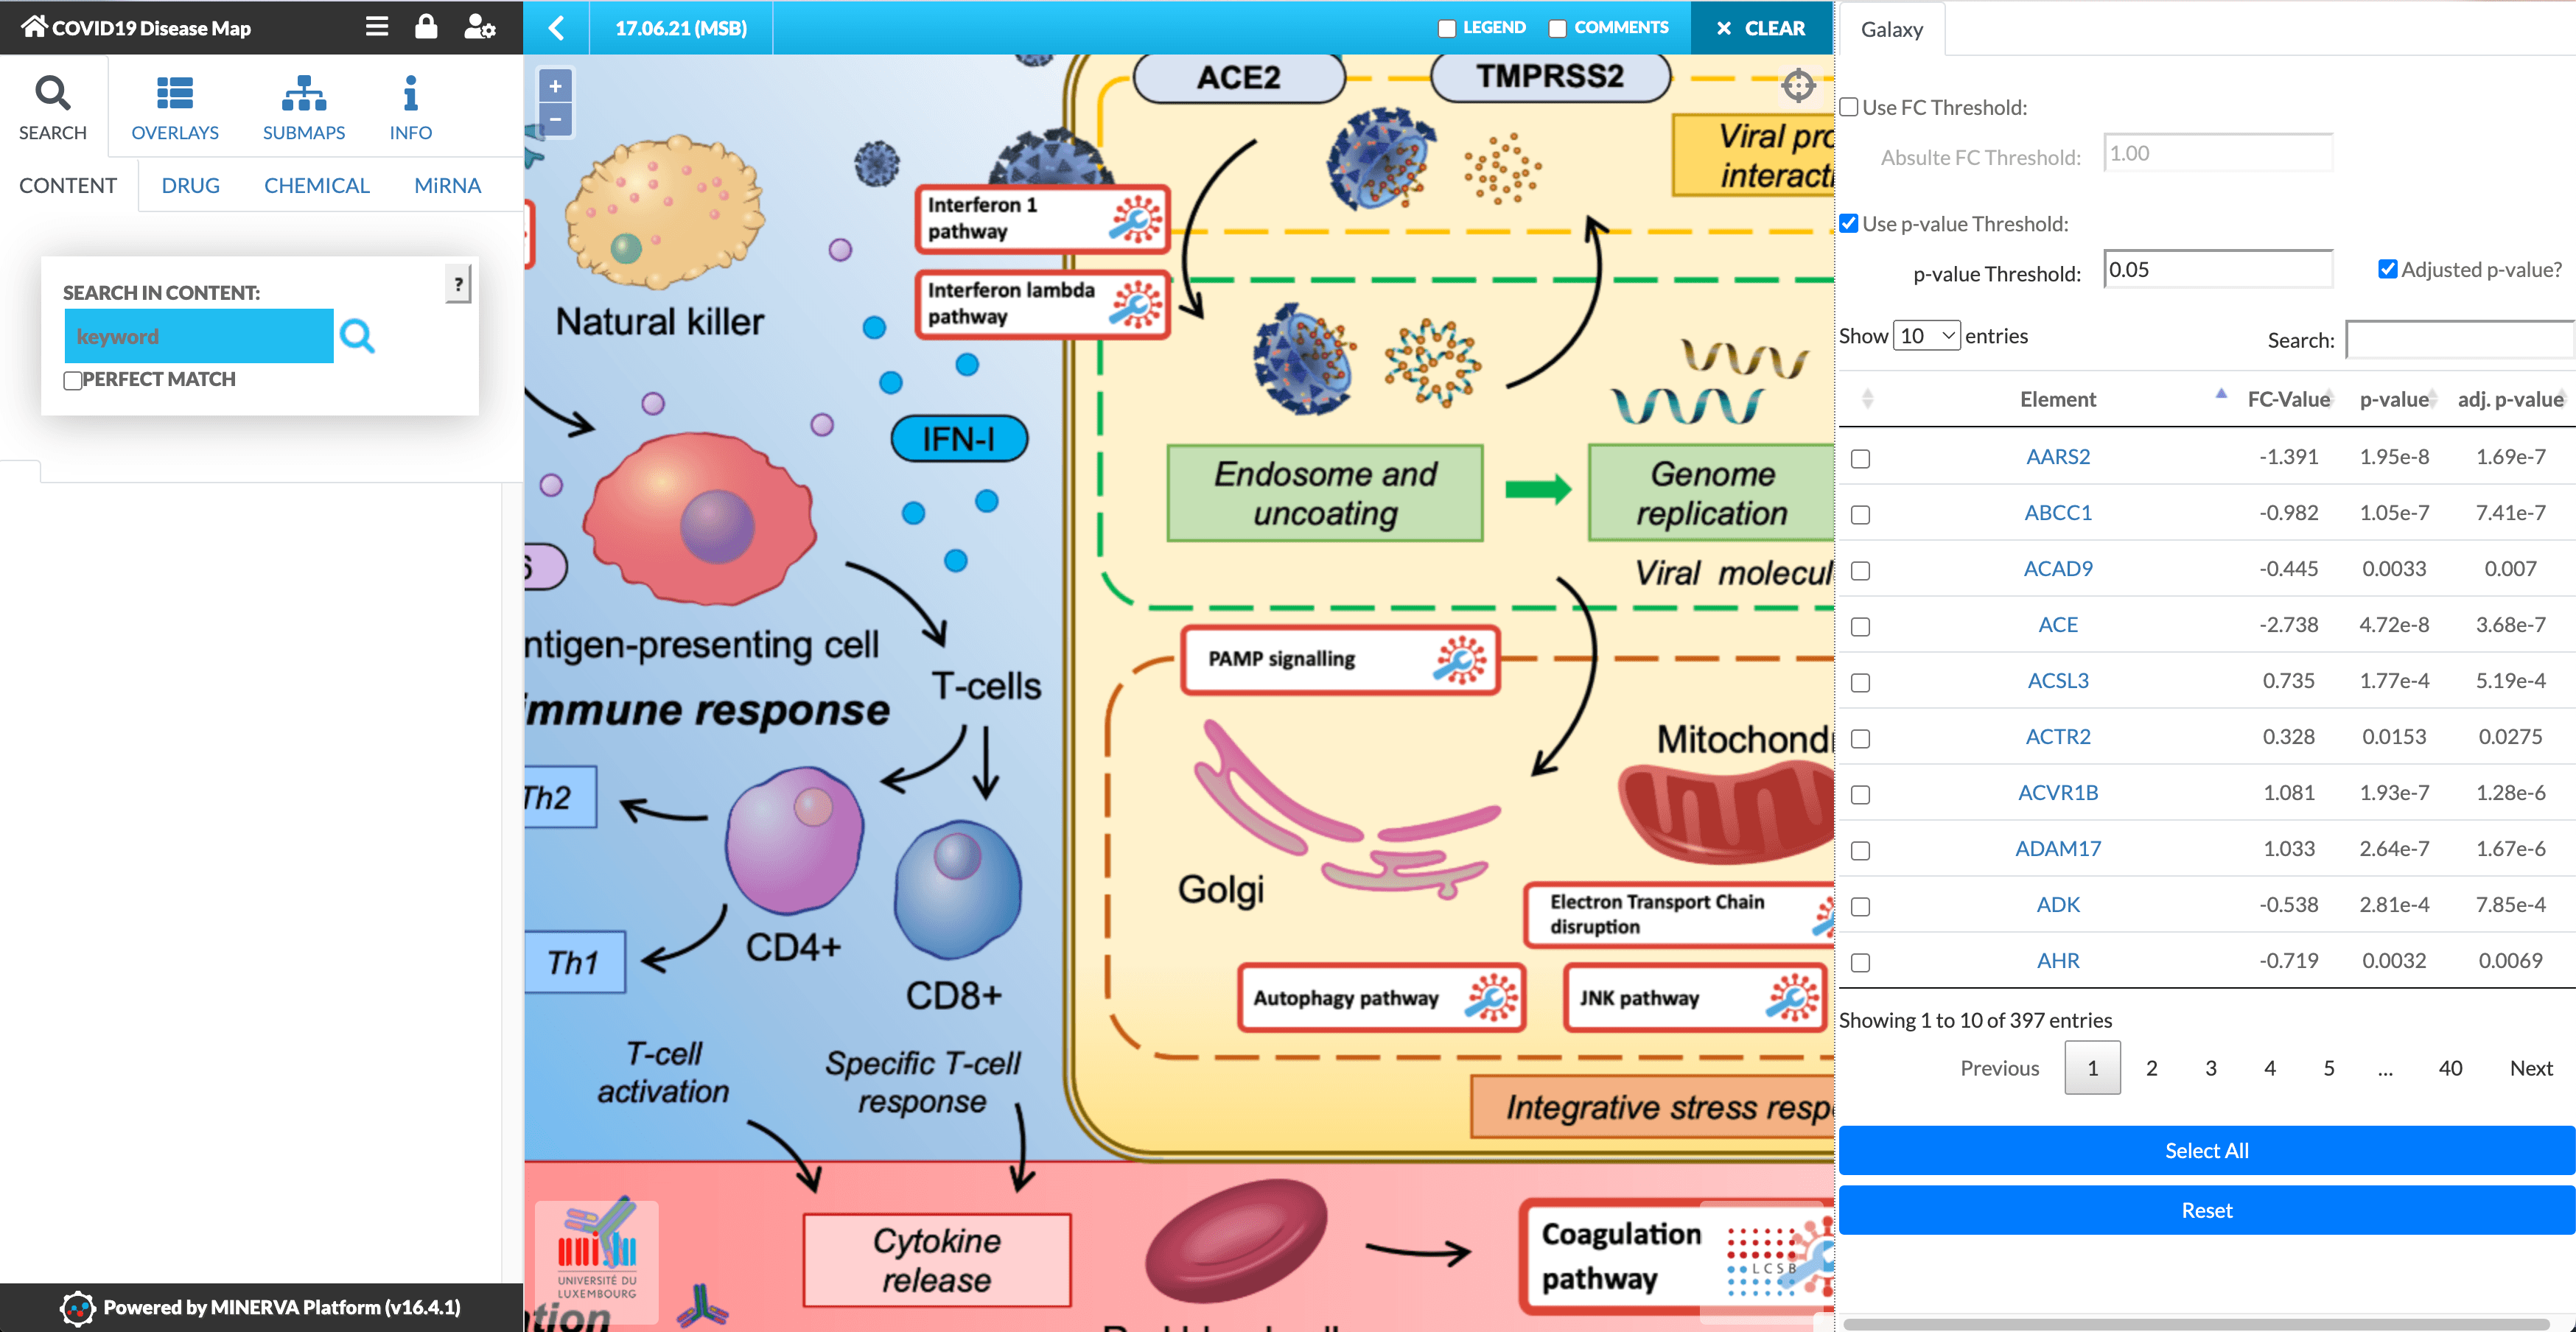 COVID19 Disease Map
SEARCH
OVERLAYS
SUBMAPS
INFO
CONTENT
DRUG
CHEMICAL
MiRNA
SEARCH IN CONTENT:
?
keyword
PERFECT MATCH
Powered by MINERVA Platform (v16.4.1)
17.06.21 (MSB)
LEGEND
COMMENTS
× CLEAR
+
−
ACE2
TMPRSS2
Viral pro
interacti
Interferon 1
pathway
Interferon lambda
pathway
Natural killer
IFN-I
Endosome and
uncoating
Genome
replication
Viral molecul
ntigen-presenting cell
T-cells
mmune response
PAMP signalling
Mitochond
Th2
Golgi
Electron Transport Chain
disruption
CD4+
Th1
CD8+
Autophagy pathway
JNK pathway
T-cell
activation
Specific T-cell
response
Integrative stress resp
Cytokine
release
Coagulation
pathway
LCSB
uni.lu
UNIVERSITÉ DU
LUXEMBOURG
tion
Galaxy
Use FC Threshold:
Absulte FC Threshold: 1.00
Use p-value Threshold:
p-value Threshold: 0.05 Adjusted p-value?
Show 10 entries Search:
Element FC-Value p-value adj. p-value
AARS2 -1.391 1.95e-8 1.69e-7
ABCC1 -0.982 1.05e-7 7.41e-7
ACAD9 -0.445 0.0033 0.007
ACE -2.738 4.72e-8 3.68e-7
ACSL3 0.735 1.77e-4 5.19e-4
ACTR2 0.328 0.0153 0.0275
ACVR1B 1.081 1.93e-7 1.28e-6
ADAM17 1.033 2.64e-7 1.67e-6
ADK -0.538 2.81e-4 7.85e-4
AHR -0.719 0.0032 0.0069
Showing 1 to 10 of 397 entries
Previous 1 2 3 4 5 ... 40 Next
Select All
Reset